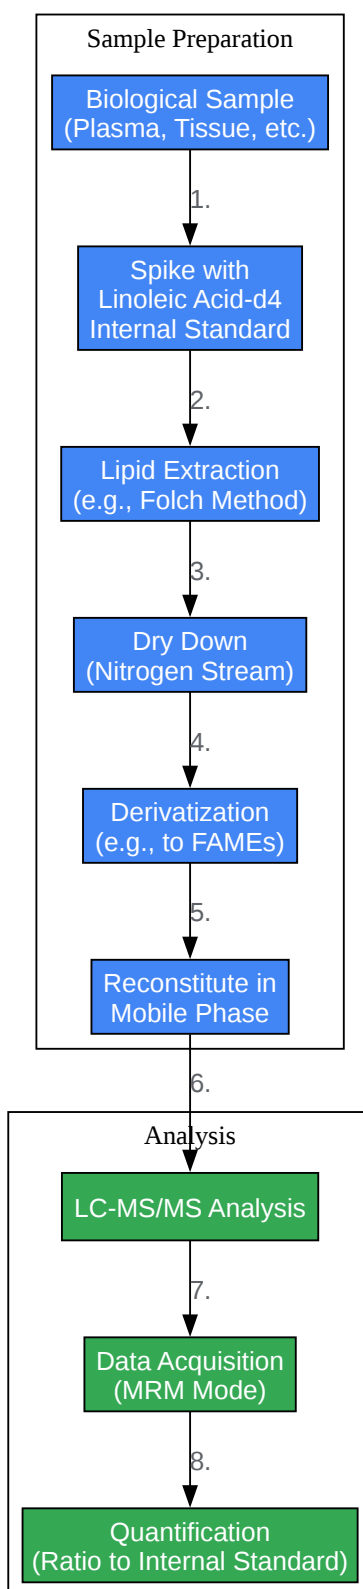 Sample Preparation
Biological Sample
(Plasma, Tissue, etc.)
1.
Spike with
Linoleic Acid-d4
Internal Standard
2.
Lipid Extraction
(e.g., Folch Method)
3.
Dry Down
(Nitrogen Stream)
4.
Derivatization
(e.g., to FAMEs)
5.
Reconstitute in
Mobile Phase
6.
Analysis
LC-MS/MS Analysis
7.
Data Acquisition
(MRM Mode)
8.
Quantification
(Ratio to Internal Standard)